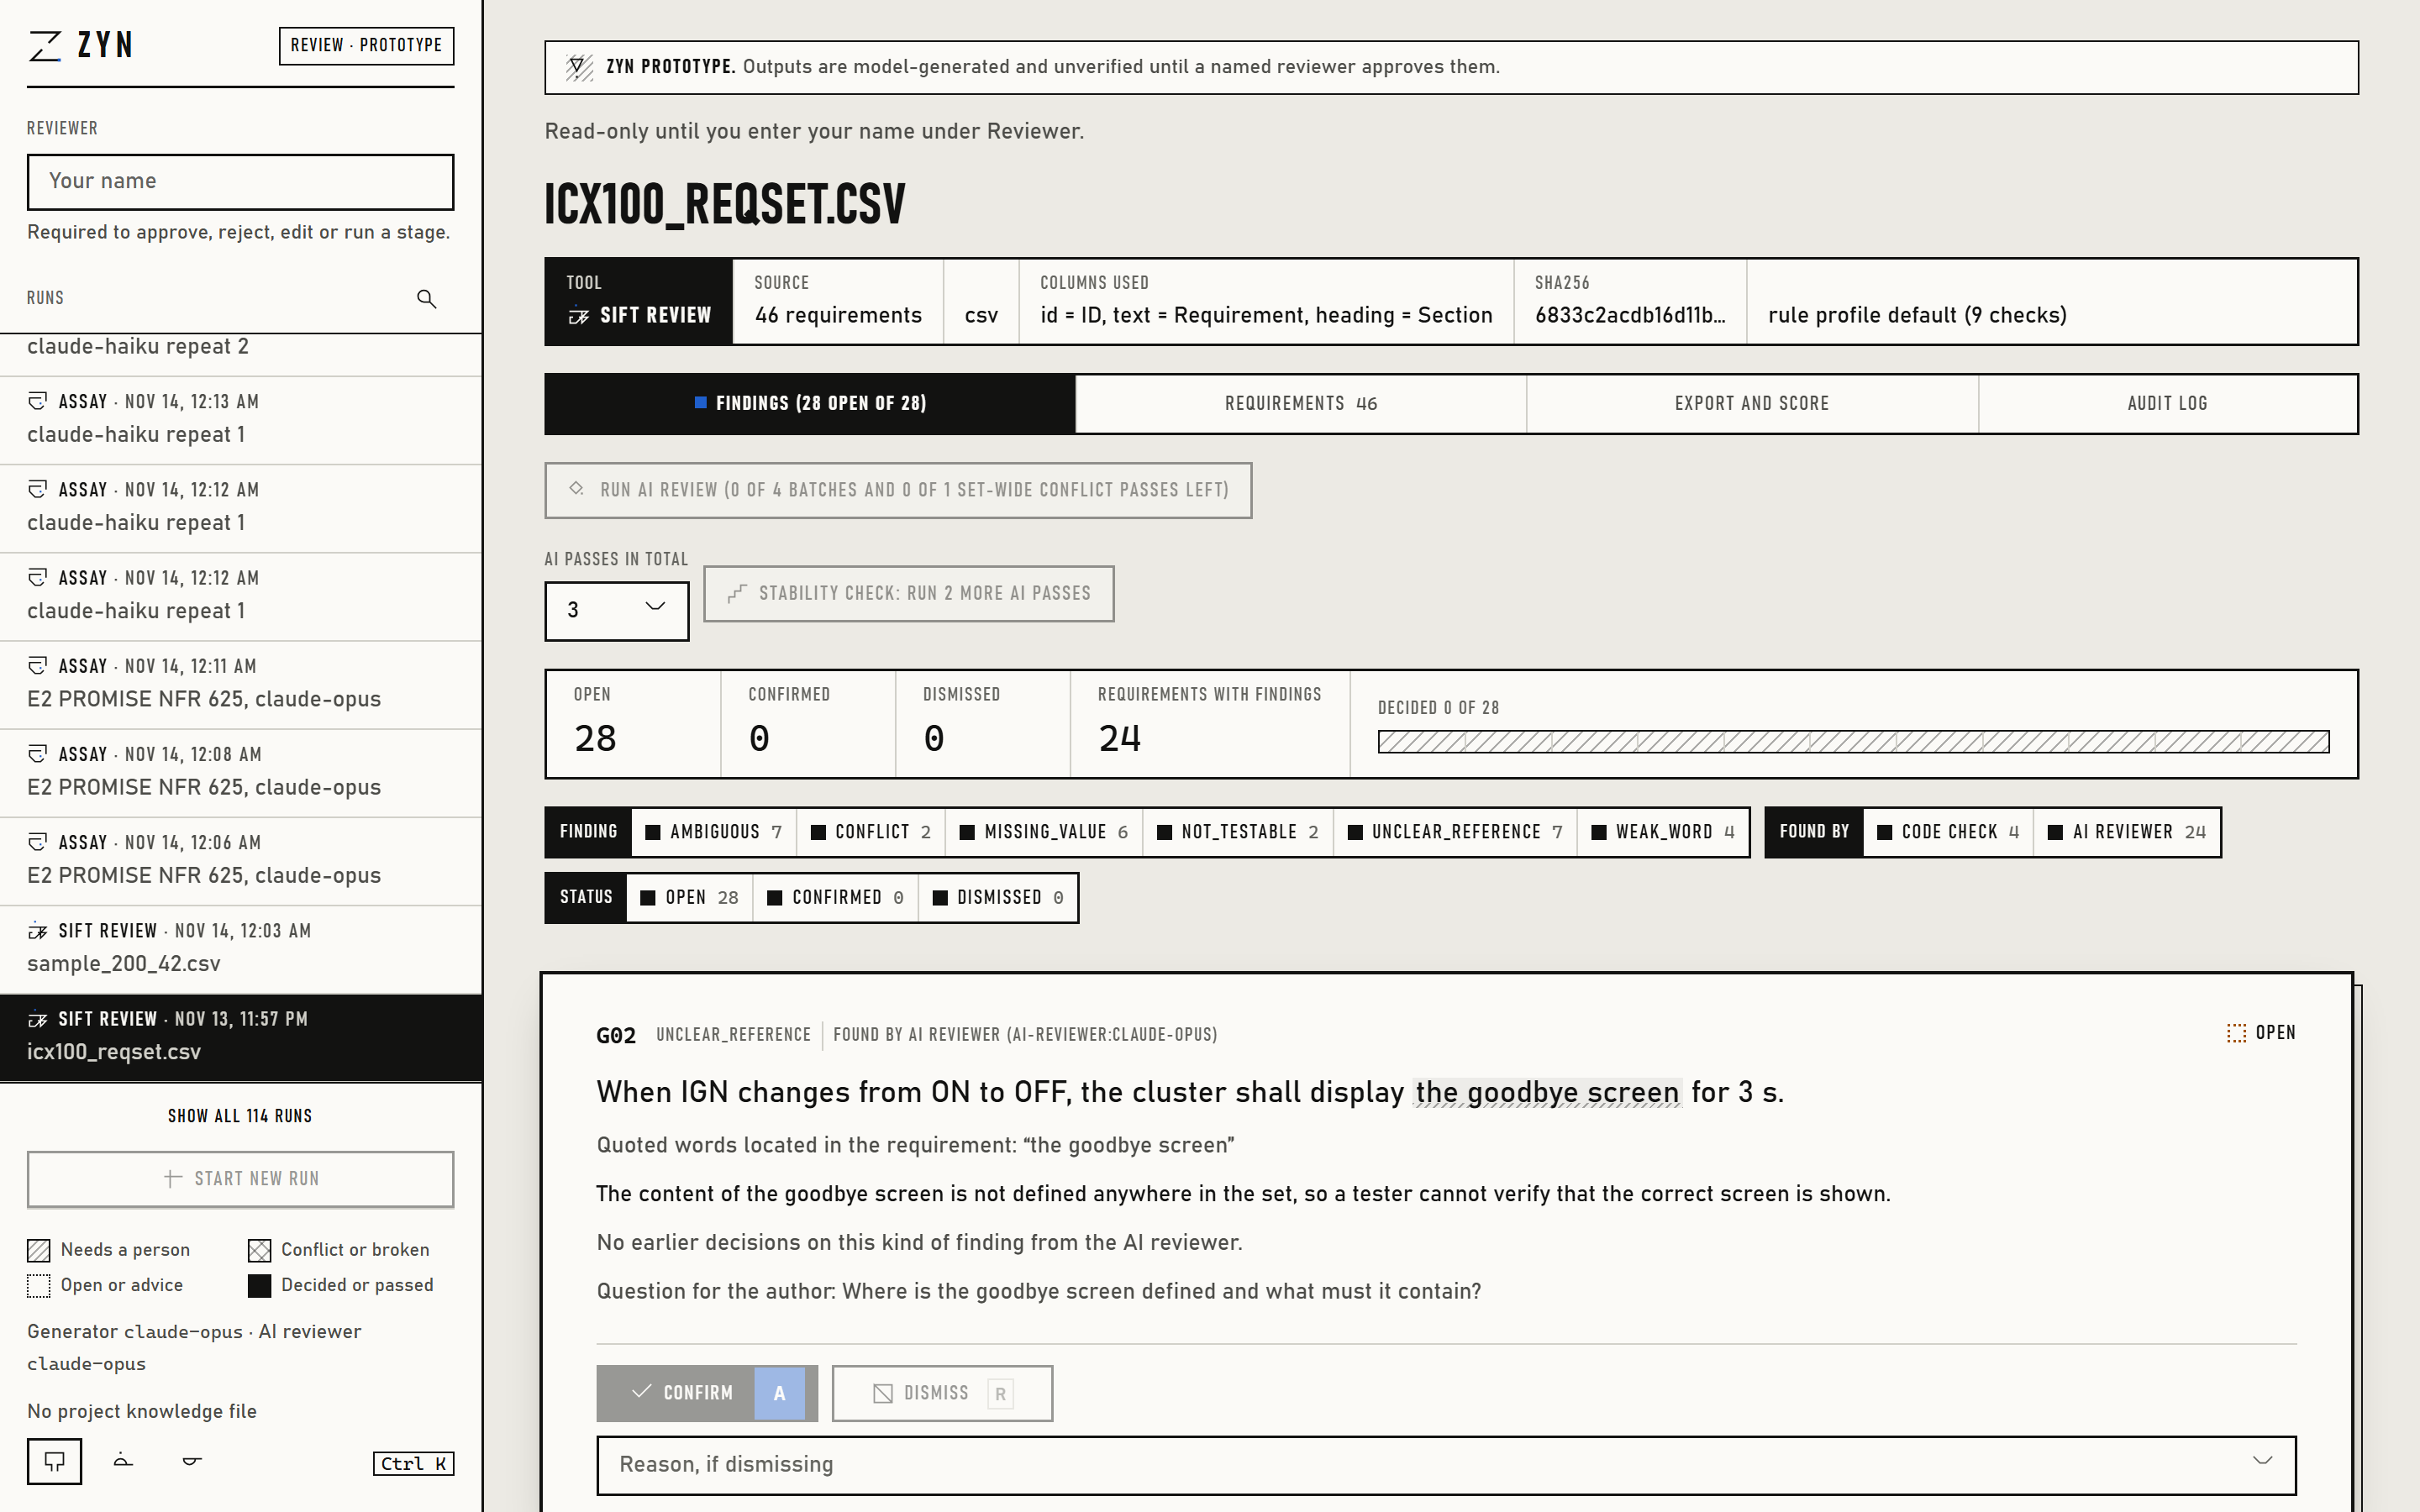 ZYN
REVIEW · PROTOTYPE
REVIEWER
Your name
Required to approve, reject, edit or run a stage.
RUNS
claude-haiku repeat 2
ASSAY · NOV 14, 12:13 AM
claude-haiku repeat 1
ASSAY · NOV 14, 12:12 AM
claude-haiku repeat 1
ASSAY · NOV 14, 12:12 AM
claude-haiku repeat 1
ASSAY · NOV 14, 12:11 AM
E2 PROMISE NFR 625, claude-opus
ASSAY · NOV 14, 12:08 AM
E2 PROMISE NFR 625, claude-opus
ASSAY · NOV 14, 12:06 AM
E2 PROMISE NFR 625, claude-opus
SIFT REVIEW · NOV 14, 12:03 AM
sample_200_42.csv
SIFT REVIEW · NOV 13, 11:57 PM
icx100_reqset.csv
SHOW ALL 114 RUNS
START NEW RUN
Needs a person
Conflict or broken
Open or advice
Decided or passed
Generator claude-opus · AI reviewer
claude-opus
No project knowledge file
Ctrl K
ZYN PROTOTYPE. Outputs are model-generated and unverified until a named reviewer approves them.
Read-only until you enter your name under Reviewer.
ICX100_REQSET.CSV
TOOL
SIFT REVIEW
SOURCE
46 requirements
csv
COLUMNS USED
id = ID, text = Requirement, heading = Section
SHA256
6833c2acdb16d11b…
rule profile default (9 checks)
FINDINGS (28 OPEN OF 28)
REQUIREMENTS 46
EXPORT AND SCORE
AUDIT LOG
RUN AI REVIEW (0 OF 4 BATCHES AND 0 OF 1 SET-WIDE CONFLICT PASSES LEFT)
AI PASSES IN TOTAL
3
STABILITY CHECK: RUN 2 MORE AI PASSES
OPEN
28
CONFIRMED
0
DISMISSED
0
REQUIREMENTS WITH FINDINGS
24
DECIDED 0 OF 28
FINDING AMBIGUOUS 7 CONFLICT 2 MISSING_VALUE 6 NOT_TESTABLE 2 UNCLEAR_REFERENCE 7 WEAK_WORD 4
FOUND BY CODE CHECK 4 AI REVIEWER 24
STATUS OPEN 28 CONFIRMED 0 DISMISSED 0
G02 UNCLEAR_REFERENCE FOUND BY AI REVIEWER (AI-REVIEWER:CLAUDE-OPUS)
OPEN
When IGN changes from ON to OFF, the cluster shall display the goodbye screen for 3 s.
Quoted words located in the requirement: “the goodbye screen”
The content of the goodbye screen is not defined anywhere in the set, so a tester cannot verify that the correct screen is shown.
No earlier decisions on this kind of finding from the AI reviewer.
Question for the author: Where is the goodbye screen defined and what must it contain?
CONFIRM A
DISMISS R
Reason, if dismissing